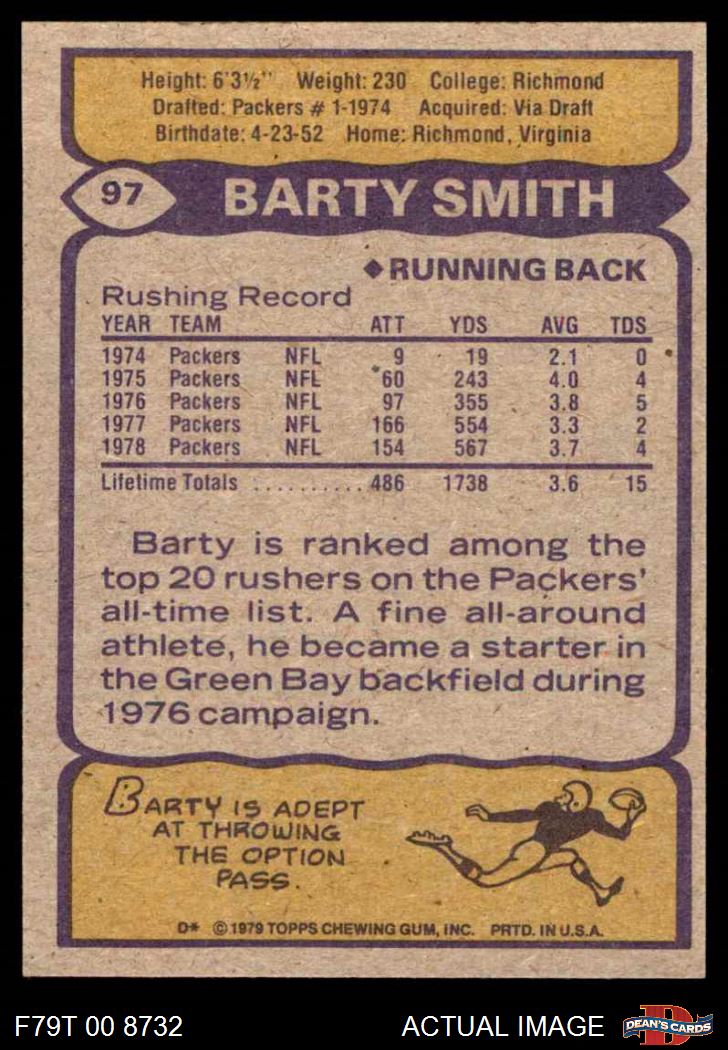 Height: 6'3½" Weight: 230 College: Richmond
Drafted: Packers # 1-1974 Acquired: Via Draft
Birthdate: 4-23-52 Home: Richmond, Virginia
97 BARTY SMITH
◆RUNNING BACK
Rushing Record
YEAR TEAM ATT YDS AVG TDS
1974 Packers NFL 9 19 2.1 0
1975 Packers NFL 60 243 4.0 4
1976 Packers NFL 97 355 3.8 5
1977 Packers NFL 166 554 3.3 2
1978 Packers NFL 154 567 3.7 4
Lifetime Totals .......... 486 1738 3.6 15
Barty is ranked among the
top 20 rushers on the Packers'
all-time list. A fine all-around
athlete, he became a starter in
the Green Bay backfield during
1976 campaign.
BARTY IS ADEPT
AT THROWING
THE OPTION
PASS.
D* © 1979 TOPPS CHEWING GUM, INC. PRTD. IN U.S.A.
F79T 00 8732 ACTUAL IMAGE D DEAN'S CARDS